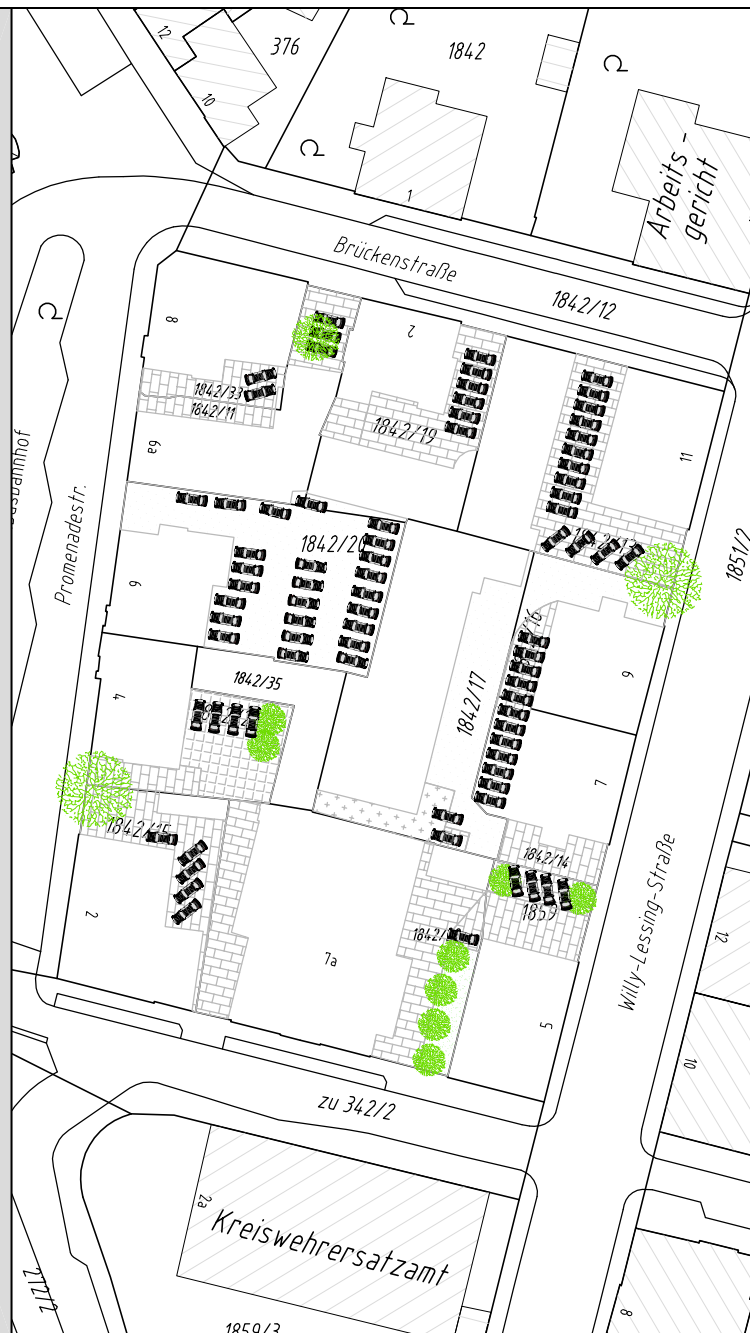 12
376
1842
10
1
Arbeits -
gericht
Brückenstraße
1842/12
8
2
1842/33
1842/11
1842/19
6a
11
1851/2
Promenadestr.
1842/20
6
9
4
1842/35
1842/17
7
1842/14
1859
2
7a
12
Willy-Lessing-Straße
5
10
zu 342/2
2a
Kreiswehrersatzamt
8
1859/3